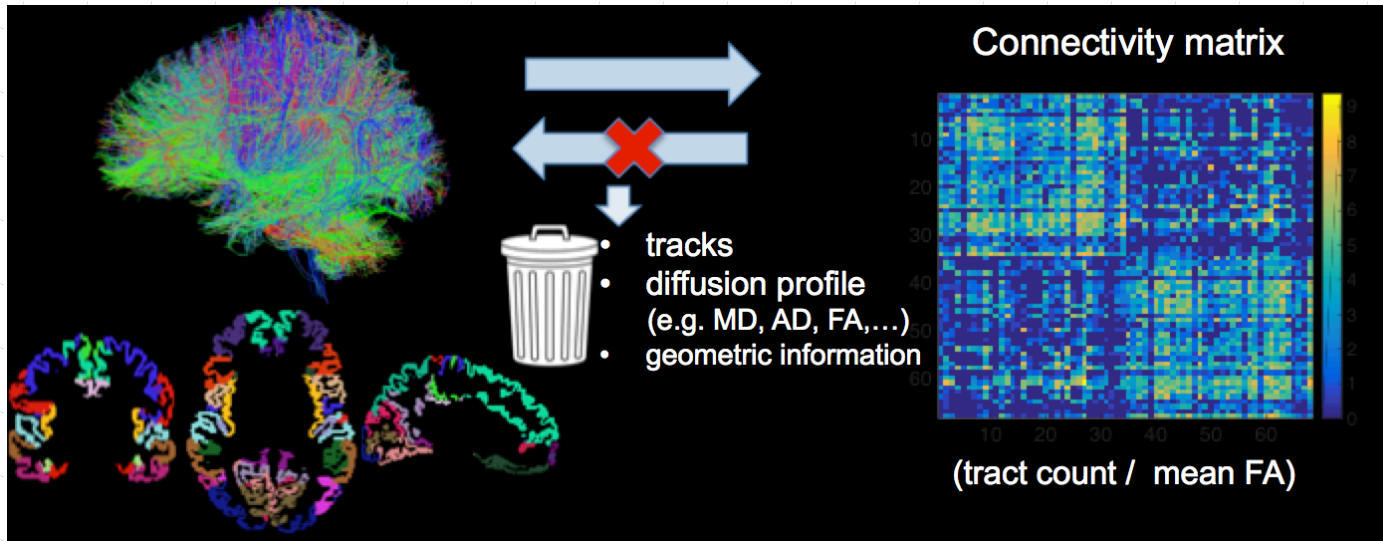 Connectivity matrix
• tracks
• diffusion profile
(e.g. MD, AD, FA,...)
• geometric information
10
20
30
40
50
60
10 20 30 40 50 60
9
8
7
6
5
4
3
2
1
0
(tract count / mean FA)